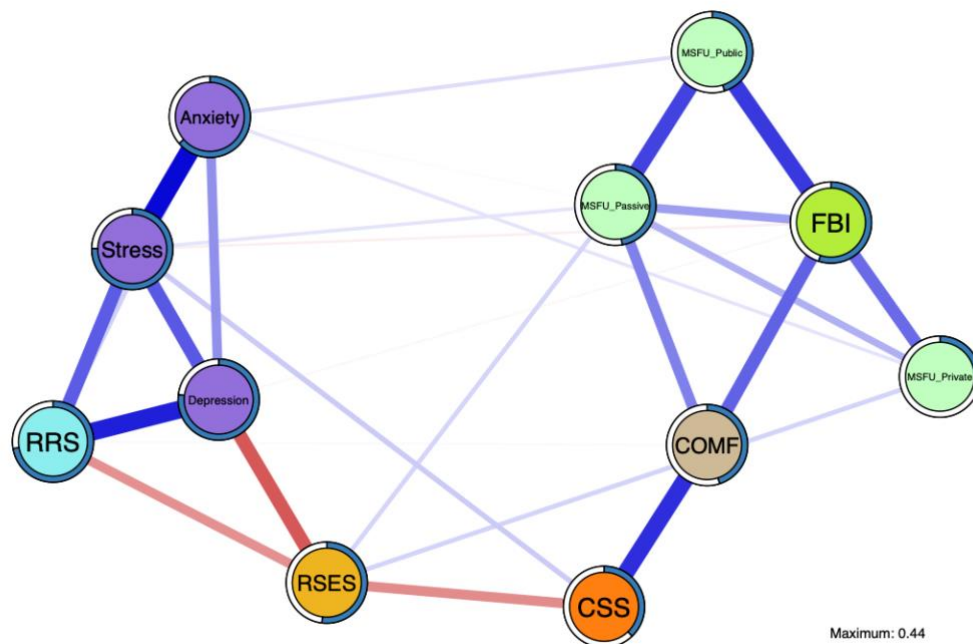 MSFU_Public
Anxiety
MSFU_Passive
FBI
Stress
MSFU_Private
Depression
RRS
COMF
RSES
CSS
Maximum: 0.44